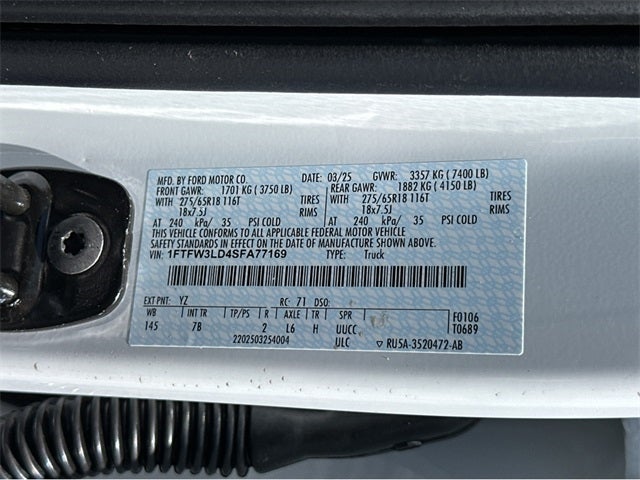 MFD. BY FORD MOTOR CO. DATE: 03/25 GVWR: 3357 KG (7400 LB)
FRONT GAWR: 1701 KG (3750 LB) REAR GAWR: 1882 KG (4150 LB)
WITH 275/65R18 116T TIRES WITH 275/65R18 116T TIRES
18x7.5J RIMS 18x7.5J RIMS
AT 240 kPa/ 35 PSI COLD AT 240 kPa/ 35 PSI COLD
THIS VEHICLE CONFORMS TO ALL APPLICABLE FEDERAL MOTOR VEHICLE
SAFETY STANDARDS IN EFFECT ON THE DATE OF MANUFACTURE SHOWN ABOVE.
VIN: 1FTFW3LD4SFA77169 TYPE: Truck
EXT PNT: YZ RC: 71 DSO:
WB TP/PS R AXLE TR SPR F0106
145 7B 2 L6 H UUCC T0689
2202503254004 ULC RU5A-3520472-AB